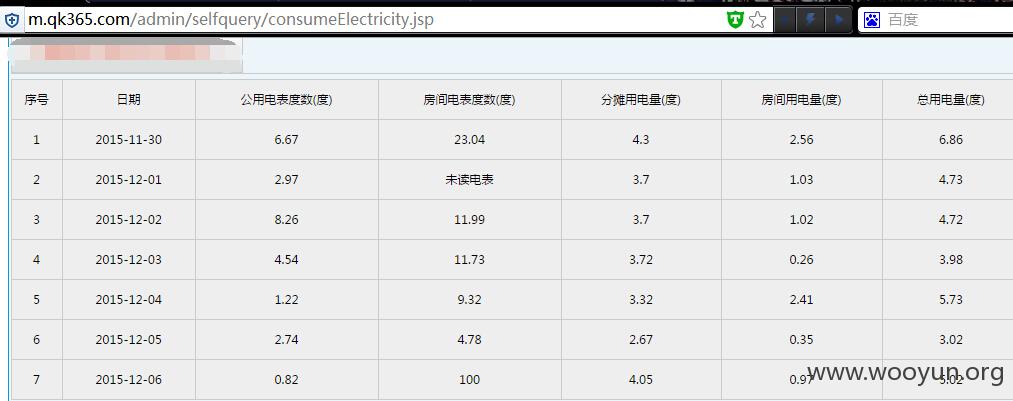 m.qk365.com/admin/selfquery/consumeElectricity.jsp 百度
序号 日期 公用电表度数(度) 房间电表度数(度) 分摊用电量(度) 房间用电量(度) 总用电量(度)
1 2015-11-30 6.67 23.04 4.3 2.56 6.86
2 2015-12-01 2.97 未读电表 3.7 1.03 4.73
3 2015-12-02 8.26 11.99 3.7 1.02 4.72
4 2015-12-03 4.54 11.73 3.72 0.26 3.98
5 2015-12-04 1.22 9.32 3.32 2.41 5.73
6 2015-12-05 2.74 4.78 2.67 0.35 3.02
7 2015-12-06 0.82 100 4.05 0.97 5.02
www.wooyun.org